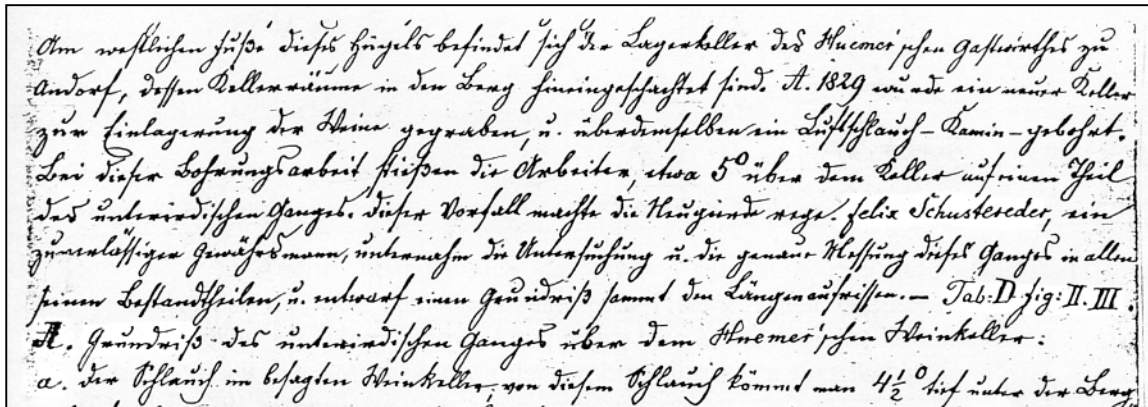 Am westlichen Fuße dieses Hügels befindet sich der Lagerkeller des Huemer'schen Gastwirthes zu
Andorf, dessen Kellerräume in den Berg hineingeschachtet sind. A. 1829 wurde ein neuer Keller
zur Einlagerung der Weine gegraben, u. überdemselben ein Luftschlauch – Kamin – gebohrt.
Bei dieser Bohrungsarbeit stießen die Arbeiter, etwa 5⁰ über dem Keller auf einen Theil
des unterirdischen Ganges. Dieser Vorfall machte die Neugierde rege. Felix Schustereder, ein
zuverlässiger Gewährsmann, unternahm die Untersuchung u. die genaue Messung dieses Ganges in allen
seinen Bestandtheilen, u. entwarf einen Grundriß sammt den Längenaufrissen. – Tab: D. fig: II. III.
A. Grundriß des unterirdischen Ganges über dem Huemer'schen Weinkeller:
a. Der Schlauch im besagten Weinkeller, von diesem Schlauch kömmt man 4½⁰ tief unter der Berg